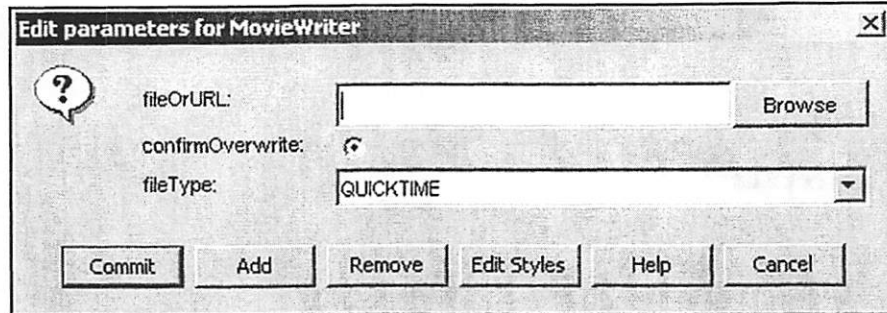 Edit parameters for MovieWriter
?
fileOrURL:
Browse
confirmOverwrite:
fileType:
QUICKTIME
Commit Add Remove Edit Styles Help Cancel